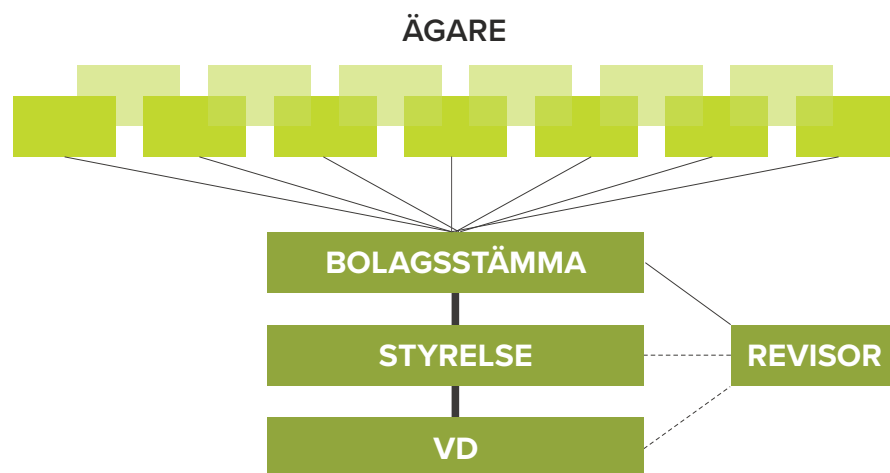 ÄGARE
BOLAGSSTÄMMA
STYRELSE
REVISOR
VD